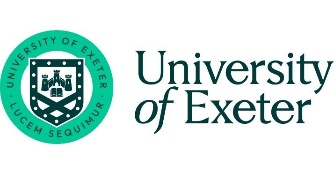 UNIVERSITY OF EXETER
LUCEM SEQUIMUR
University
of Exeter